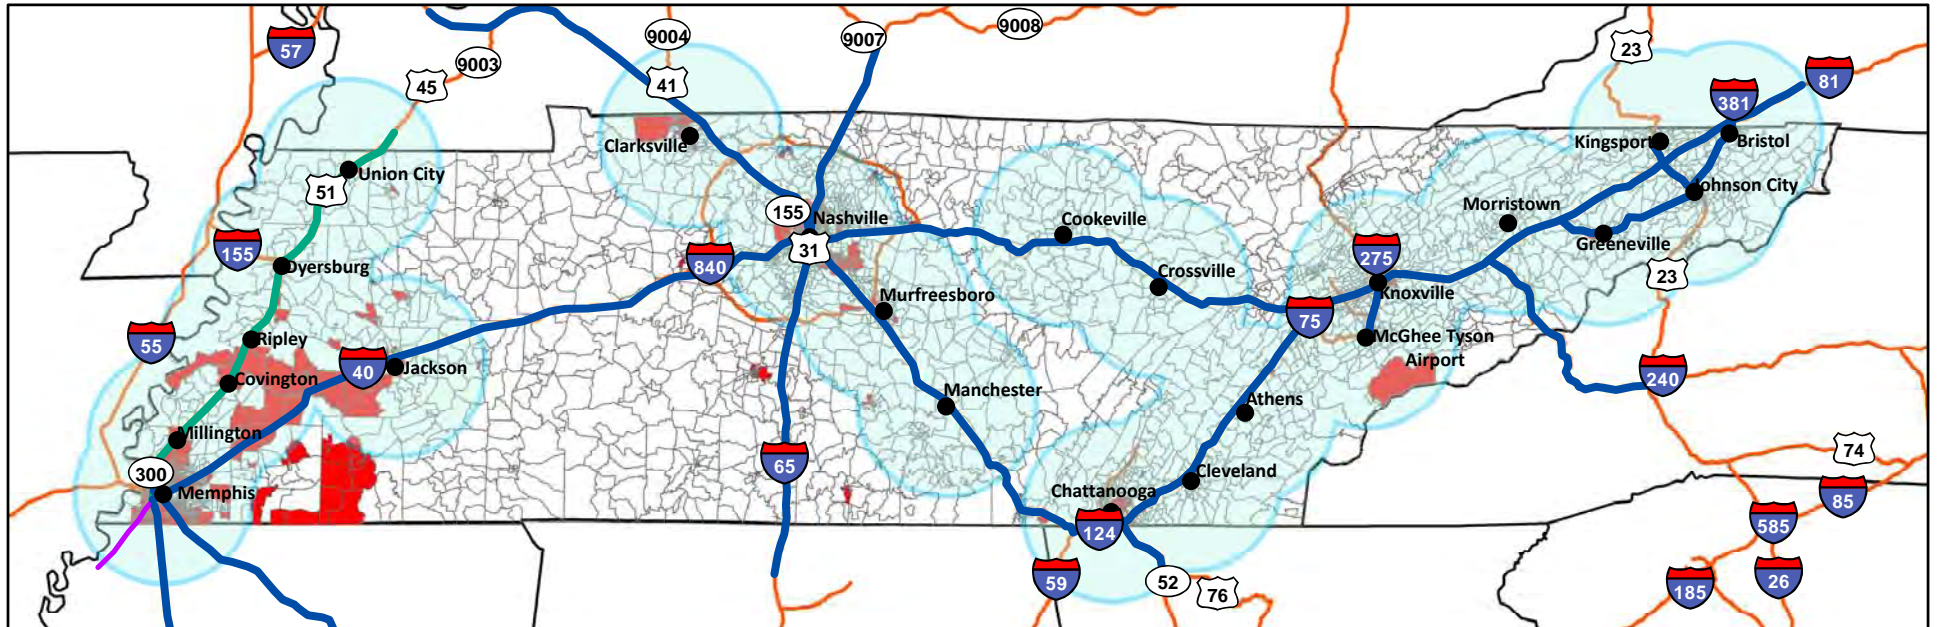 57
9003
45
9004
41
9007
9008
23
381
81
Clarksville
Kingsport
Bristol
Union City
51
155
Nashville
31
Cookeville
Morristown
Johnson City
Greeneville
155
Dyersburg
840
Crossville
275
Knoxville
23
Murfreesboro
75
McGhee Tyson
Airport
55
Ripley
40
Jackson
Covington
Manchester
Athens
240
Millington
65
Cleveland
74
300
Memphis
Chattanooga
124
85
585
59
52
76
185
26